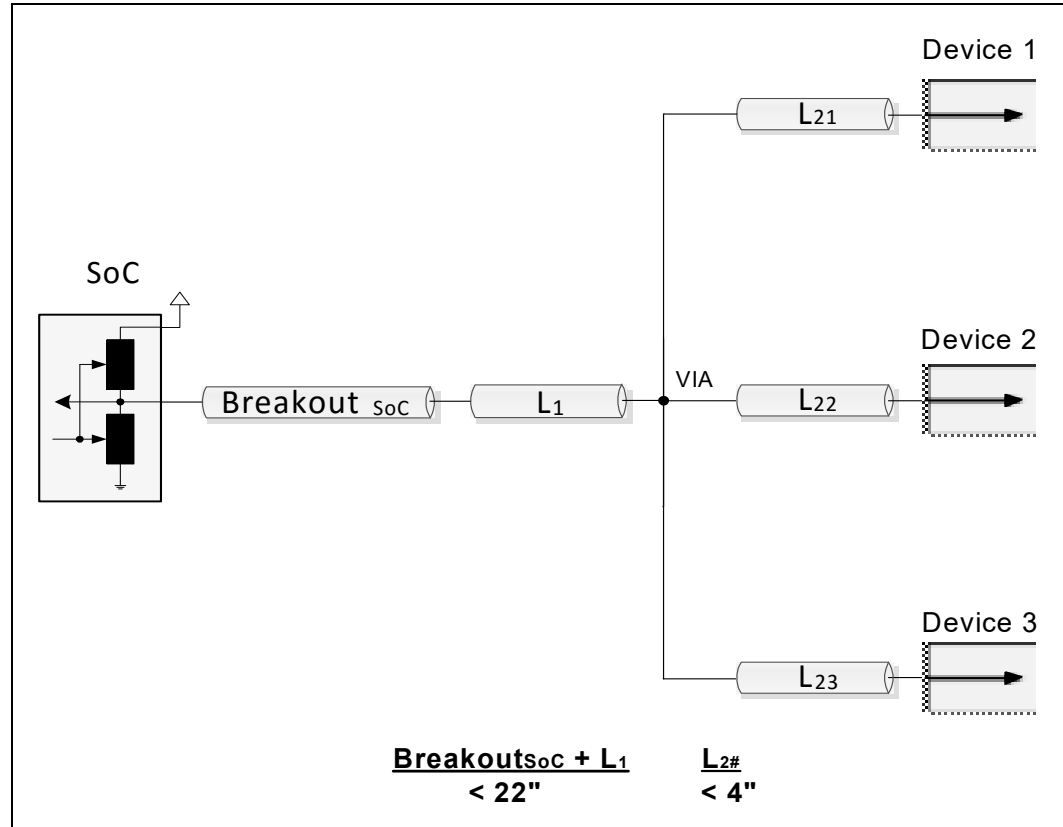 Device 1
L21
SoC
Device 2
Breakout SoC
L1
VIA
L22
Device 3
L23
BreakoutSoC + L1
L2#
< 22"
< 4"